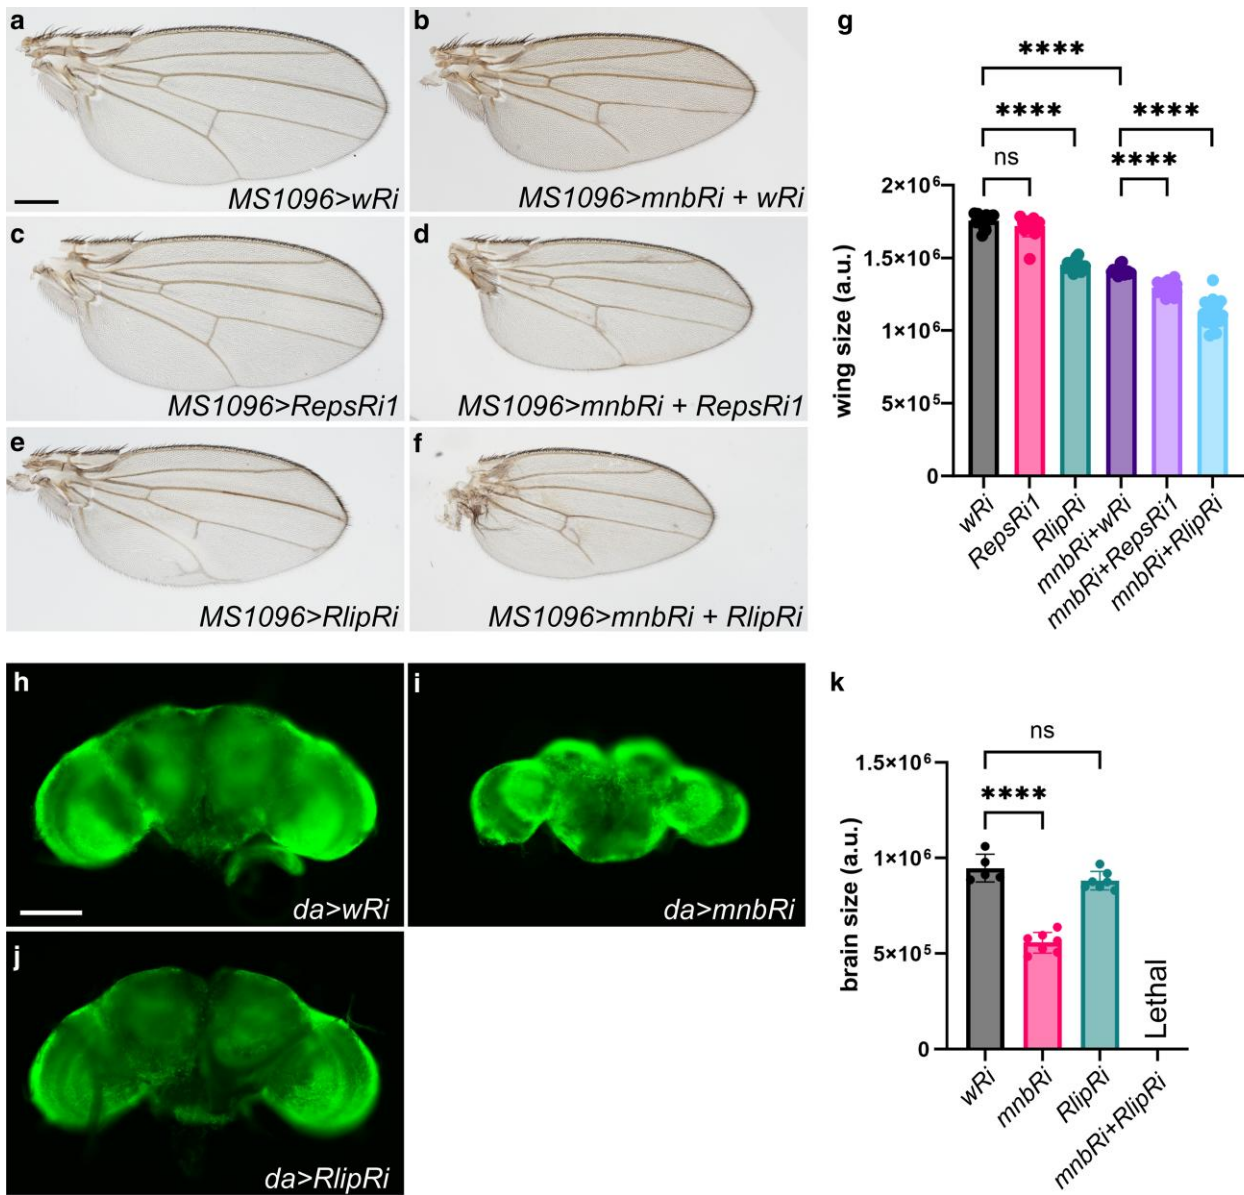 a
MS1096>wRi
b
MS1096>mnbRi + wRi
c
MS1096>RepsRi1
d
MS1096>mnbRi + RepsRi1
e
MS1096>RlipRi
f
MS1096>mnbRi + RlipRi
g
****
**** ****
ns ****
2×10⁶
1.5×10⁶
1×10⁶
5×10⁵
0
wing size (a.u.)
wRi
RepsRi1
RlipRi
mnbRi+wRi
mnbRi+RepsRi1
mnbRi+RlipRi
h
da>wRi
i
da>mnbRi
j
da>RlipRi
k
ns
****
1.5×10⁶
1×10⁶
5×10⁵
0
brain size (a.u.)
Lethal
wRi
mnbRi
RlipRi
mnbRi+RlipRi